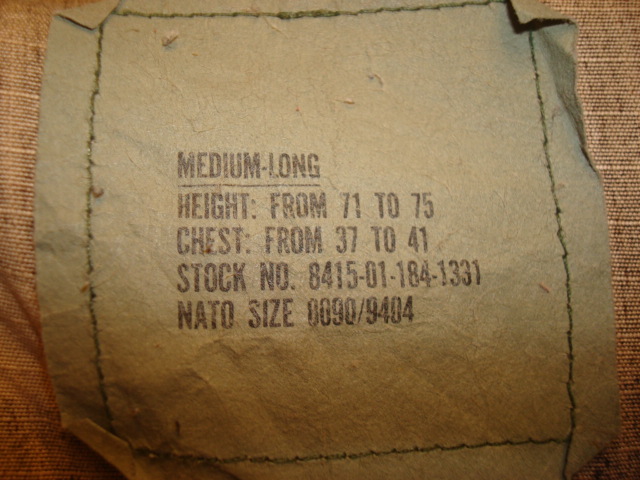 MEDIUM-LONG
HEIGHT: FROM 71 TO 75
CHEST: FROM 37 TO 41
STOCK NO. 8415-01-184-1331
NATO SIZE 0090/9404